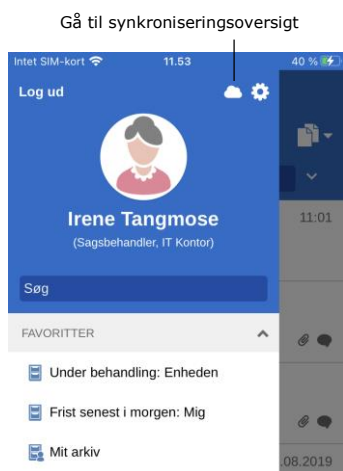 Gå til synkroniseringsoversigt
Intet SIM-kort 11.53 40 %
Log ud
Irene Tangmose
(Sagsbehandler, IT Kontor)
11:01
Søg
FAVORITTER
Under behandling: Enheden
Frist senest i morgen: Mig
Mit arkiv
.08.2019